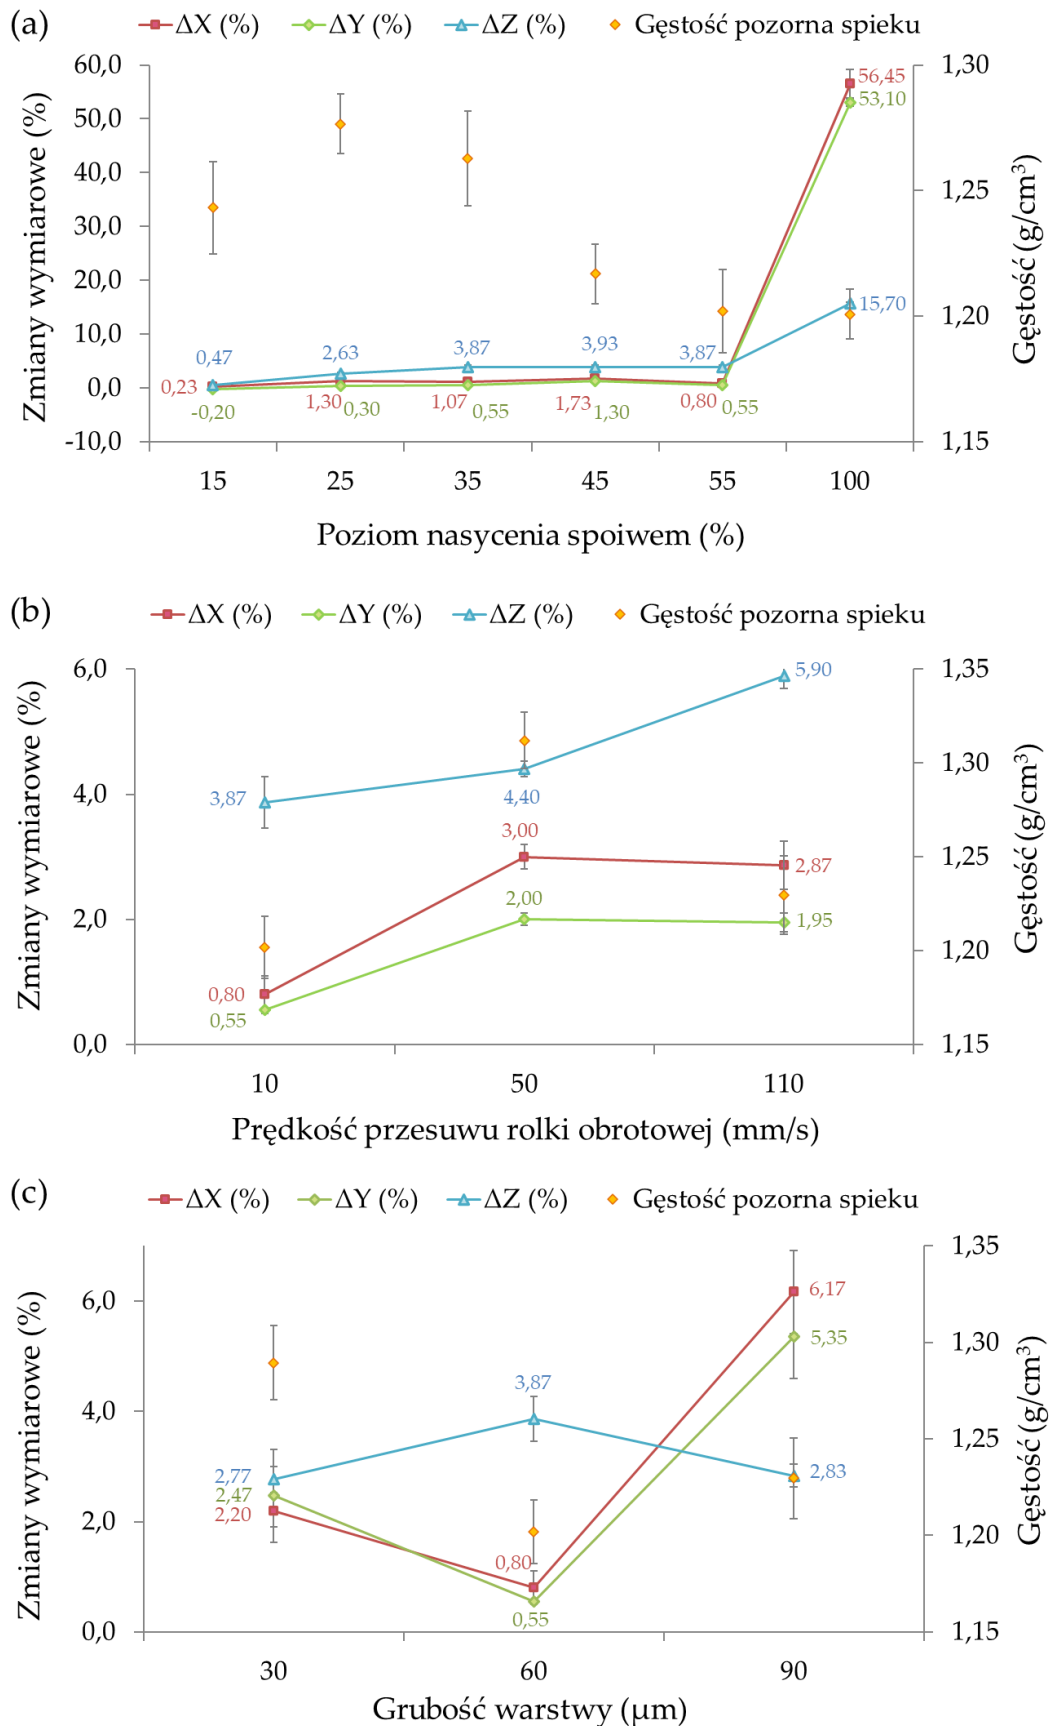 (a)
ΔX (%) ΔY (%) ΔZ (%) Gęstość pozorna spieku
Zmiany wymiarowe (%)
60,0
50,0
40,0
30,0
20,0
10,0
0,0
-10,0
0,47 2,63 3,87 3,93 3,87 15,70
0,23 1,30 1,07 1,73 0,80 56,45
-0,20 0,30 0,55 1,30 0,55 53,10
1,30
1,25
1,20
1,15
Gęstość (g/cm³)
15 25 35 45 55 100
Poziom nasycenia spoiwem (%)
(b)
ΔX (%) ΔY (%) ΔZ (%) Gęstość pozorna spieku
Zmiany wymiarowe (%)
6,0
4,0
2,0
0,0
3,87 4,40 5,90
0,80 3,00 2,87
0,55 2,00 1,95
1,35
1,30
1,25
1,20
1,15
Gęstość (g/cm³)
10 50 110
Prędkość przesuwu rolki obrotowej (mm/s)
(c)
ΔX (%) ΔY (%) ΔZ (%) Gęstość pozorna spieku
Zmiany wymiarowe (%)
6,0
4,0
2,0
0,0
2,77 3,87 2,83
2,47 0,55 5,35
2,20 0,80 6,17
1,35
1,30
1,25
1,20
1,15
Gęstość (g/cm³)
30 60 90
Grubość warstwy (µm)